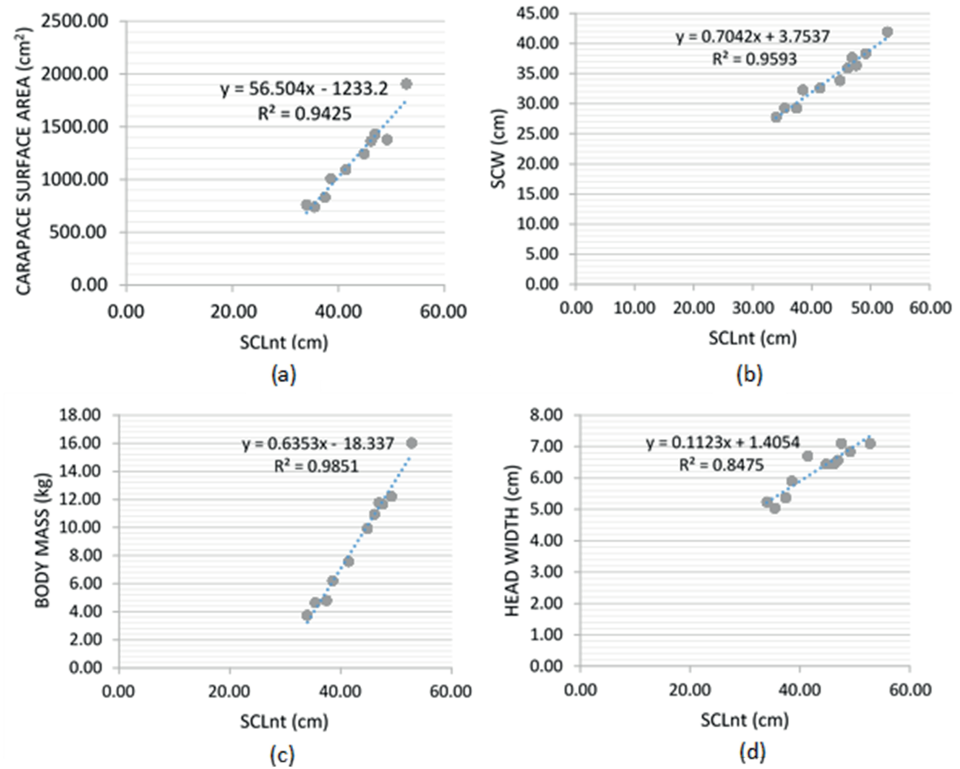 2500.00
2000.00
1500.00
1000.00
500.00
0.00
CARAPACE SURFACE AREA (cm²)
y = 56.504x - 1233.2
R² = 0.9425
0.00 20.00 40.00 60.00
SCLnt (cm)
(a)
45.00
40.00
35.00
30.00
25.00
20.00
15.00
10.00
5.00
0.00
SCW (cm)
y = 0.7042x + 3.7537
R² = 0.9593
0.00 10.00 20.00 30.00 40.00 50.00 60.00
SCLnt (cm)
(b)
18.00
16.00
14.00
12.00
10.00
8.00
6.00
4.00
2.00
0.00
BODY MASS (kg)
y = 0.6353x - 18.337
R² = 0.9851
0.00 20.00 40.00 60.00
SCLnt (cm)
(c)
8.00
7.00
6.00
5.00
4.00
3.00
2.00
1.00
0.00
HEAD WIDTH (cm)
y = 0.1123x + 1.4054
R² = 0.8475
0.00 20.00 40.00 60.00
SCLnt (cm)
(d)